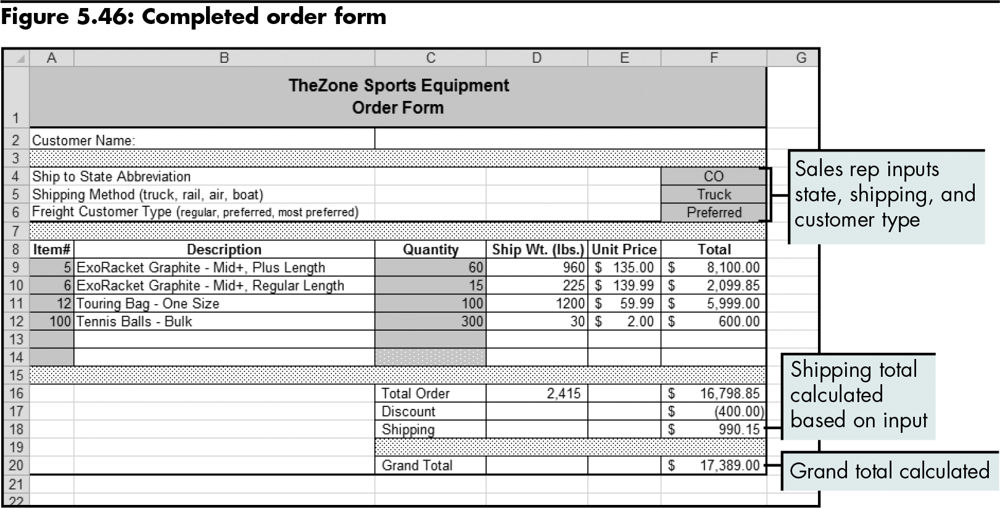 Figure 5.46: Completed order form
A B C D E F G
1 TheZone Sports Equipment
Order Form
2 Customer Name:
3
4 Ship to State Abbreviation CO
5 Shipping Method (truck, rail, air, boat) Truck
6 Freight Customer Type (regular, preferred, most preferred) Preferred
Sales rep inputs
state, shipping, and
customer type
7
8 Item# Description Quantity Ship Wt. (lbs.) Unit Price Total
9 5 ExoRacket Graphite - Mid+, Plus Length 60 960 $ 135.00 $ 8,100.00
10 6 ExoRacket Graphite - Mid+, Regular Length 15 225 $ 139.99 $ 2,099.85
11 12 Touring Bag - One Size 100 1200 $ 59.99 $ 5,999.00
12 100 Tennis Balls - Bulk 300 30 $ 2.00 $ 600.00
13
14
15
16 Total Order 2,415 $ 16,798.85
17 Discount $ (400.00)
18 Shipping $ 990.15
Shipping total
calculated
based on input
19
20 Grand Total $ 17,389.00
Grand total calculated
21
22